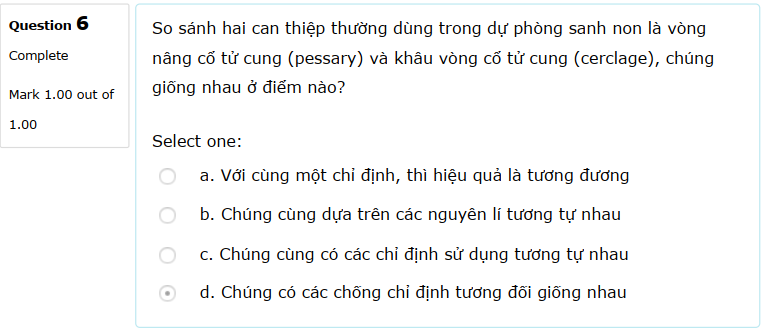 Question 6
Complete
Mark 1.00 out of
1.00
So sánh hai can thiệp thường dùng trong dự phòng sanh non là vòng
nâng cổ tử cung (pessary) và khâu vòng cổ tử cung (cerclage), chúng
giống nhau ở điểm nào?
Select one:
a. Với cùng một chỉ định, thì hiệu quả là tương đương
b. Chúng cùng dựa trên các nguyên lí tương tự nhau
c. Chúng cùng có các chỉ định sử dụng tương tự nhau
d. Chúng có các chống chỉ định tương đối giống nhau